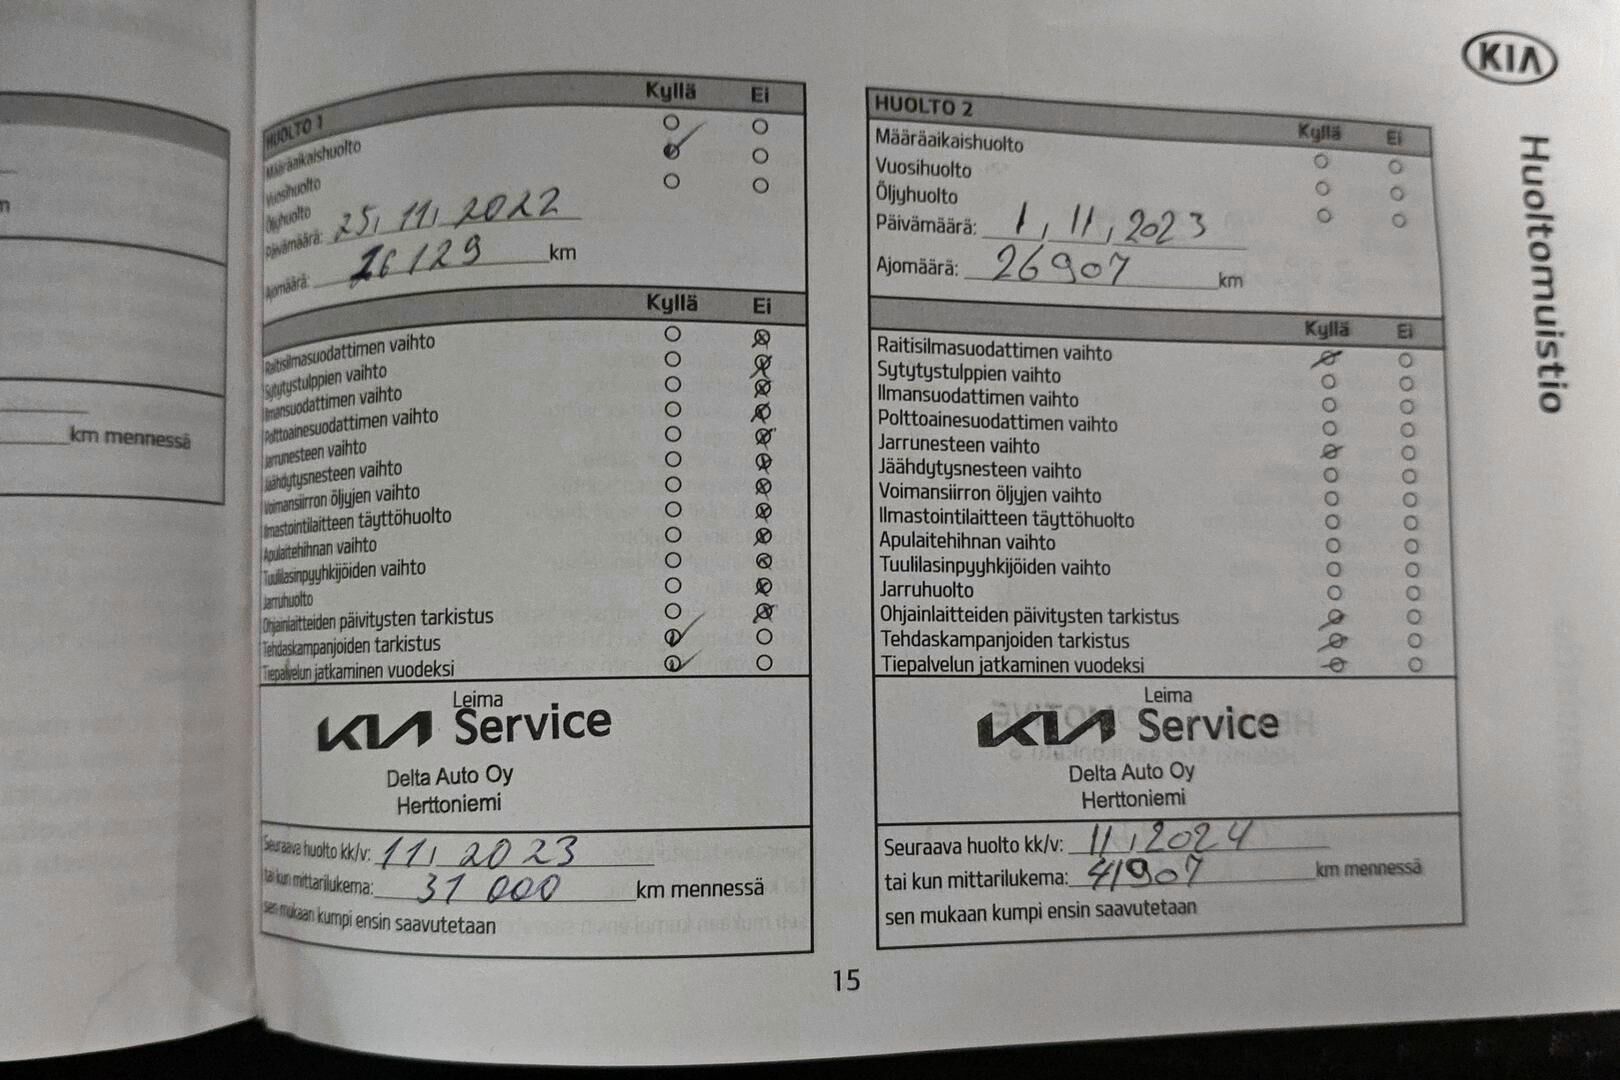 n
km mennessä
HUOLTO 1 Kyllä Ei
Määräaikaishuolto
Vuosihuolto
Öljyhuolto
Päivämäärä: 25, 11, 2022
Ajomäärä: 26129 km
Kyllä Ei
Raitisilmasuodattimen vaihto
Sytytystulppien vaihto
Ilmansuodattimen vaihto
Polttoainesuodattimen vaihto
Jarrunesteen vaihto
Jäähdytysnesteen vaihto
Voimansiirron öljyjen vaihto
Ilmastointilaitteen täyttöhuolto
Apulaitehihnan vaihto
Tuulilasinpyyhkijöiden vaihto
Jarruhuolto
Ohjainlaitteiden päivitysten tarkistus
Tehdaskampanjoiden tarkistus
Tiepalvelun jatkaminen vuodeksi
Leima
KIA Service
Delta Auto Oy
Herttoniemi
Seuraava huolto kk/v: 11, 2023
tai kun mittarilukema: 31 000 km mennessä
sen mukaan kumpi ensin saavutetaan
HUOLTO 2 Kyllä Ei
Määräaikaishuolto
Vuosihuolto
Öljyhuolto
Päivämäärä: 1, 11, 2023
Ajomäärä: 26907 km
Kyllä Ei
Raitisilmasuodattimen vaihto
Sytytystulppien vaihto
Ilmansuodattimen vaihto
Polttoainesuodattimen vaihto
Jarrunesteen vaihto
Jäähdytysnesteen vaihto
Voimansiirron öljyjen vaihto
Ilmastointilaitteen täyttöhuolto
Apulaitehihnan vaihto
Tuulilasinpyyhkijöiden vaihto
Jarruhuolto
Ohjainlaitteiden päivitysten tarkistus
Tehdaskampanjoiden tarkistus
Tiepalvelun jatkaminen vuodeksi
Leima
KIA Service
Delta Auto Oy
Herttoniemi
Seuraava huolto kk/v: 11, 2024
tai kun mittarilukema: 41907 km mennessä
sen mukaan kumpi ensin saavutetaan
KIA
Huoltomuistio
15